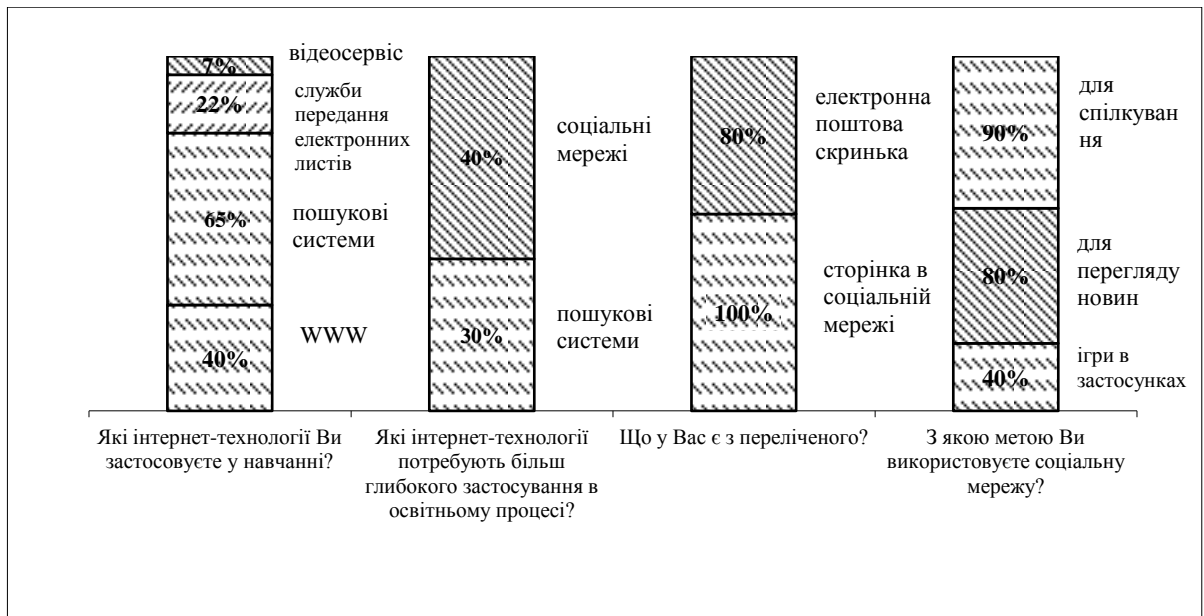 відеосервіс
7%
22%
служби
передання
електронних
листів
65%
пошукові
системи
40%
WWW
40%
соціальні
мережі
30%
пошукові
системи
80%
електронна
поштова
скринька
100%
сторінка в
соціальній
мережі
90%
для
спілкуван
ня
80%
для
перегляду
новин
40%
ігри в
застосунках
Які інтернет-технології Ви
застосовуєте у навчанні?
Які інтернет-технології
потребують більш
глибокого застосування в
освітньому процесі?
Що у Вас є з переліченого?
З якою метою Ви
використовуєте соціальну
мережу?